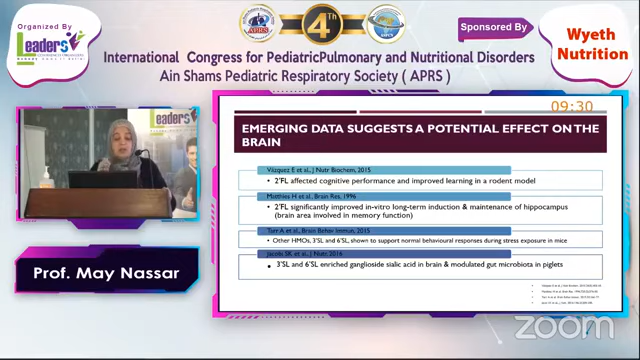 Organized By
Leaders
4Th
APRS
Sponsored By
Wyeth
Nutrition
International Congress for PediatricPulmonary and Nutritional Disorders
Ain Shams Pediatric Respiratory Society ( APRS )
09:30
EMERGING DATA SUGGESTS A POTENTIAL EFFECT ON THE
BRAIN
Vázquez E et al., J Nutr Biochem, 2015
• 2'FL affected cognitive performance and improved learning in a rodent model
Matthies H et al., Brain Res, 1996
• 2'FL significantly improved in-vitro long-term induction & maintenance of hippocampus
(brain area involved in memory function)
Tarr A et al., Brain Behav Immun, 2015
• Other HMOs, 3'SL and 6'SL, shown to support normal behavioural responses during stress exposure in mice
Jacobi SK et al., J Nutr, 2016
• 3'SL and 6'SL enriched ganglioside sialic acid in brain & modulated gut microbiota in piglets
Leaders
Prof. May Nassar
zoom